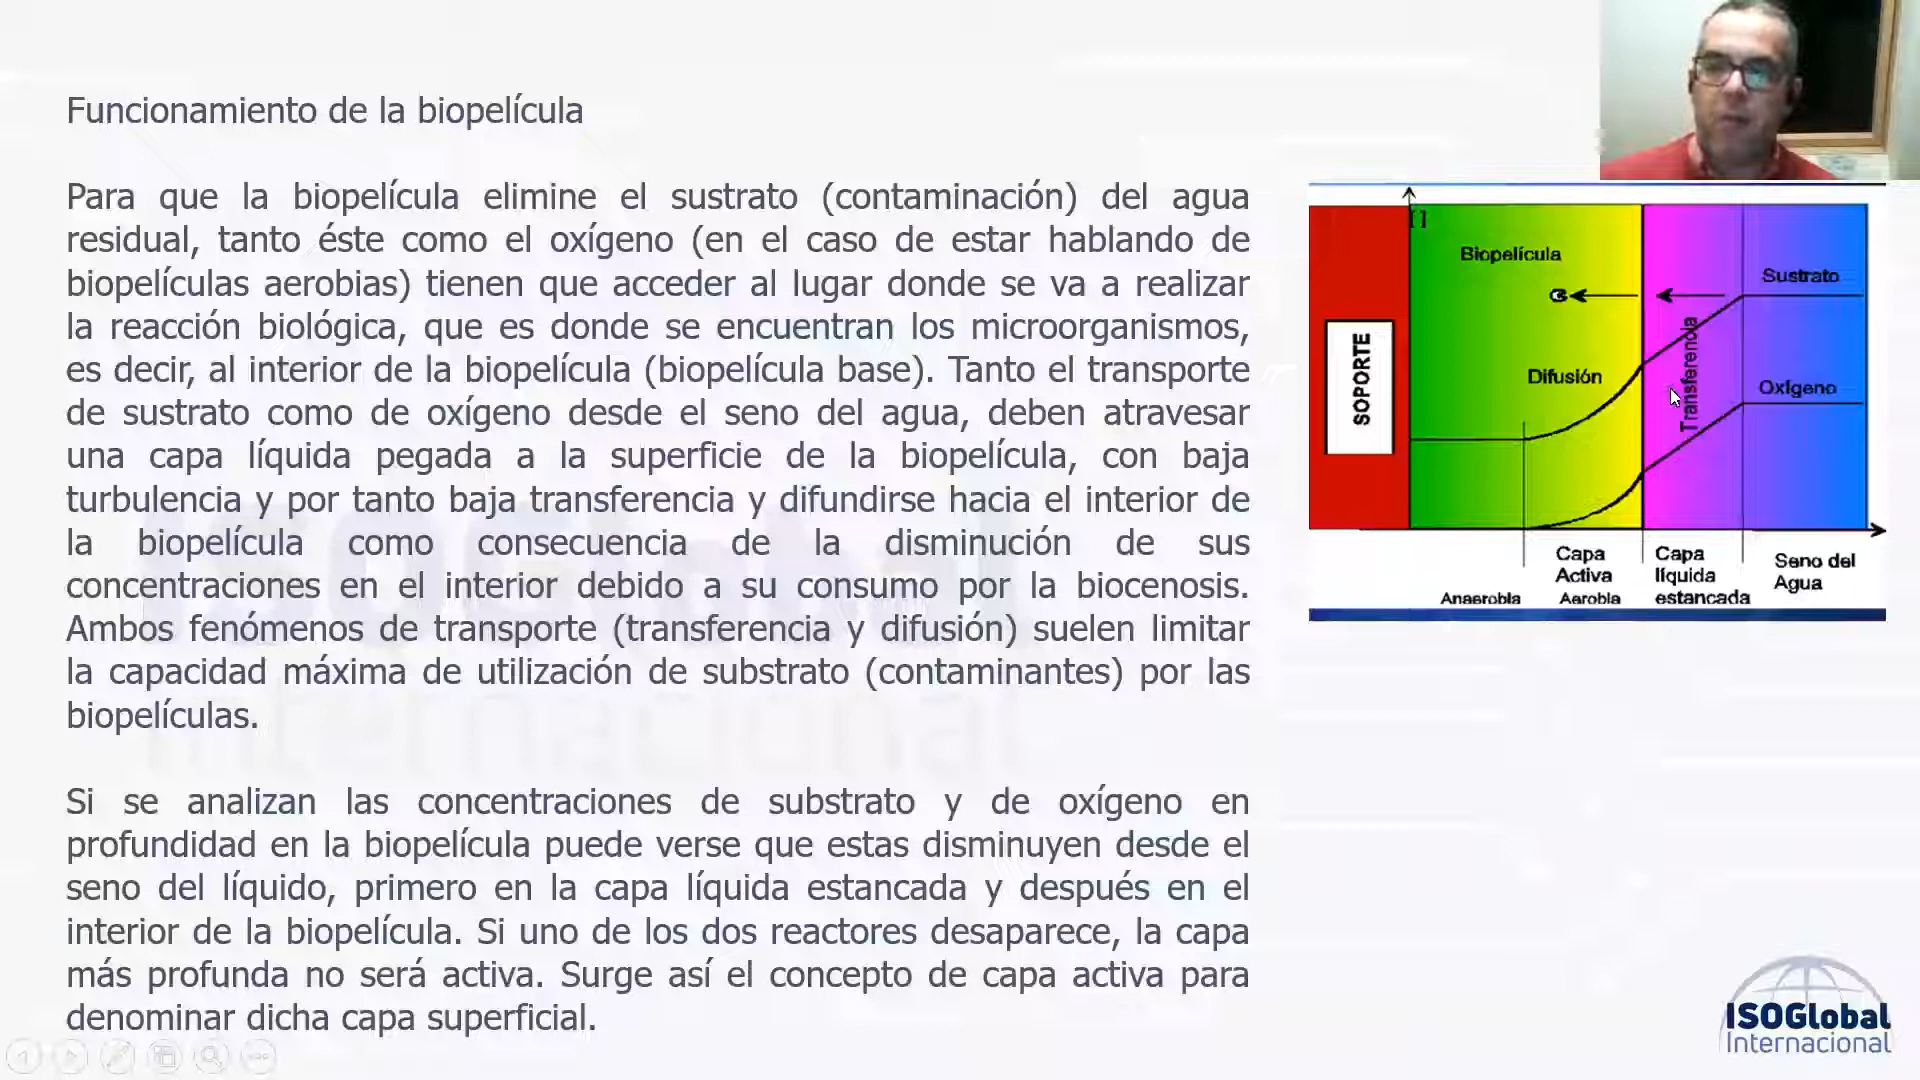 Funcionamiento de la biopelícula
Para que la biopelícula elimine el sustrato (contaminación) del agua
residual, tanto éste como el oxígeno (en el caso de estar hablando de
biopelículas aerobias) tienen que acceder al lugar donde se va a realizar
la reacción biológica, que es donde se encuentran los microorganismos,
es decir, al interior de la biopelícula (biopelícula base). Tanto el transporte
de sustrato como de oxígeno desde el seno del agua, deben atravesar
una capa líquida pegada a la superficie de la biopelícula, con baja
turbulencia y por tanto baja transferencia y difundirse hacia el interior de
la biopelícula como consecuencia de la disminución de sus
concentraciones en el interior debido a su consumo por la biocenosis.
Ambos fenómenos de transporte (transferencia y difusión) suelen limitar
la capacidad máxima de utilización de substrato (contaminantes) por las
biopelículas.
Si se analizan las concentraciones de substrato y de oxígeno en
profundidad en la biopelícula puede verse que estas disminuyen desde el
seno del líquido, primero en la capa líquida estancada y después en el
interior de la biopelícula. Si uno de los dos reactores desaparece, la capa
más profunda no será activa. Surge así el concepto de capa activa para
denominar dicha capa superficial.
[ ]
Biopelícula
Sustrato
SOPORTE
Difusión
Transferencia
Oxígeno
Anaerobia
Capa
Activa
Aerobia
Capa
líquida
estancada
Seno del
Agua
ISOGlobal
Internacional